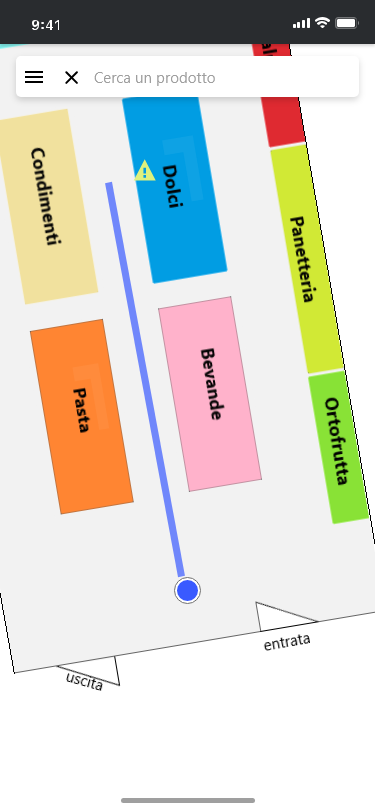 9:41
Cerca un prodotto
Condimenti
Dolci
Panetteria
Pasta
Bevande
Ortofrutta
entrata
uscita